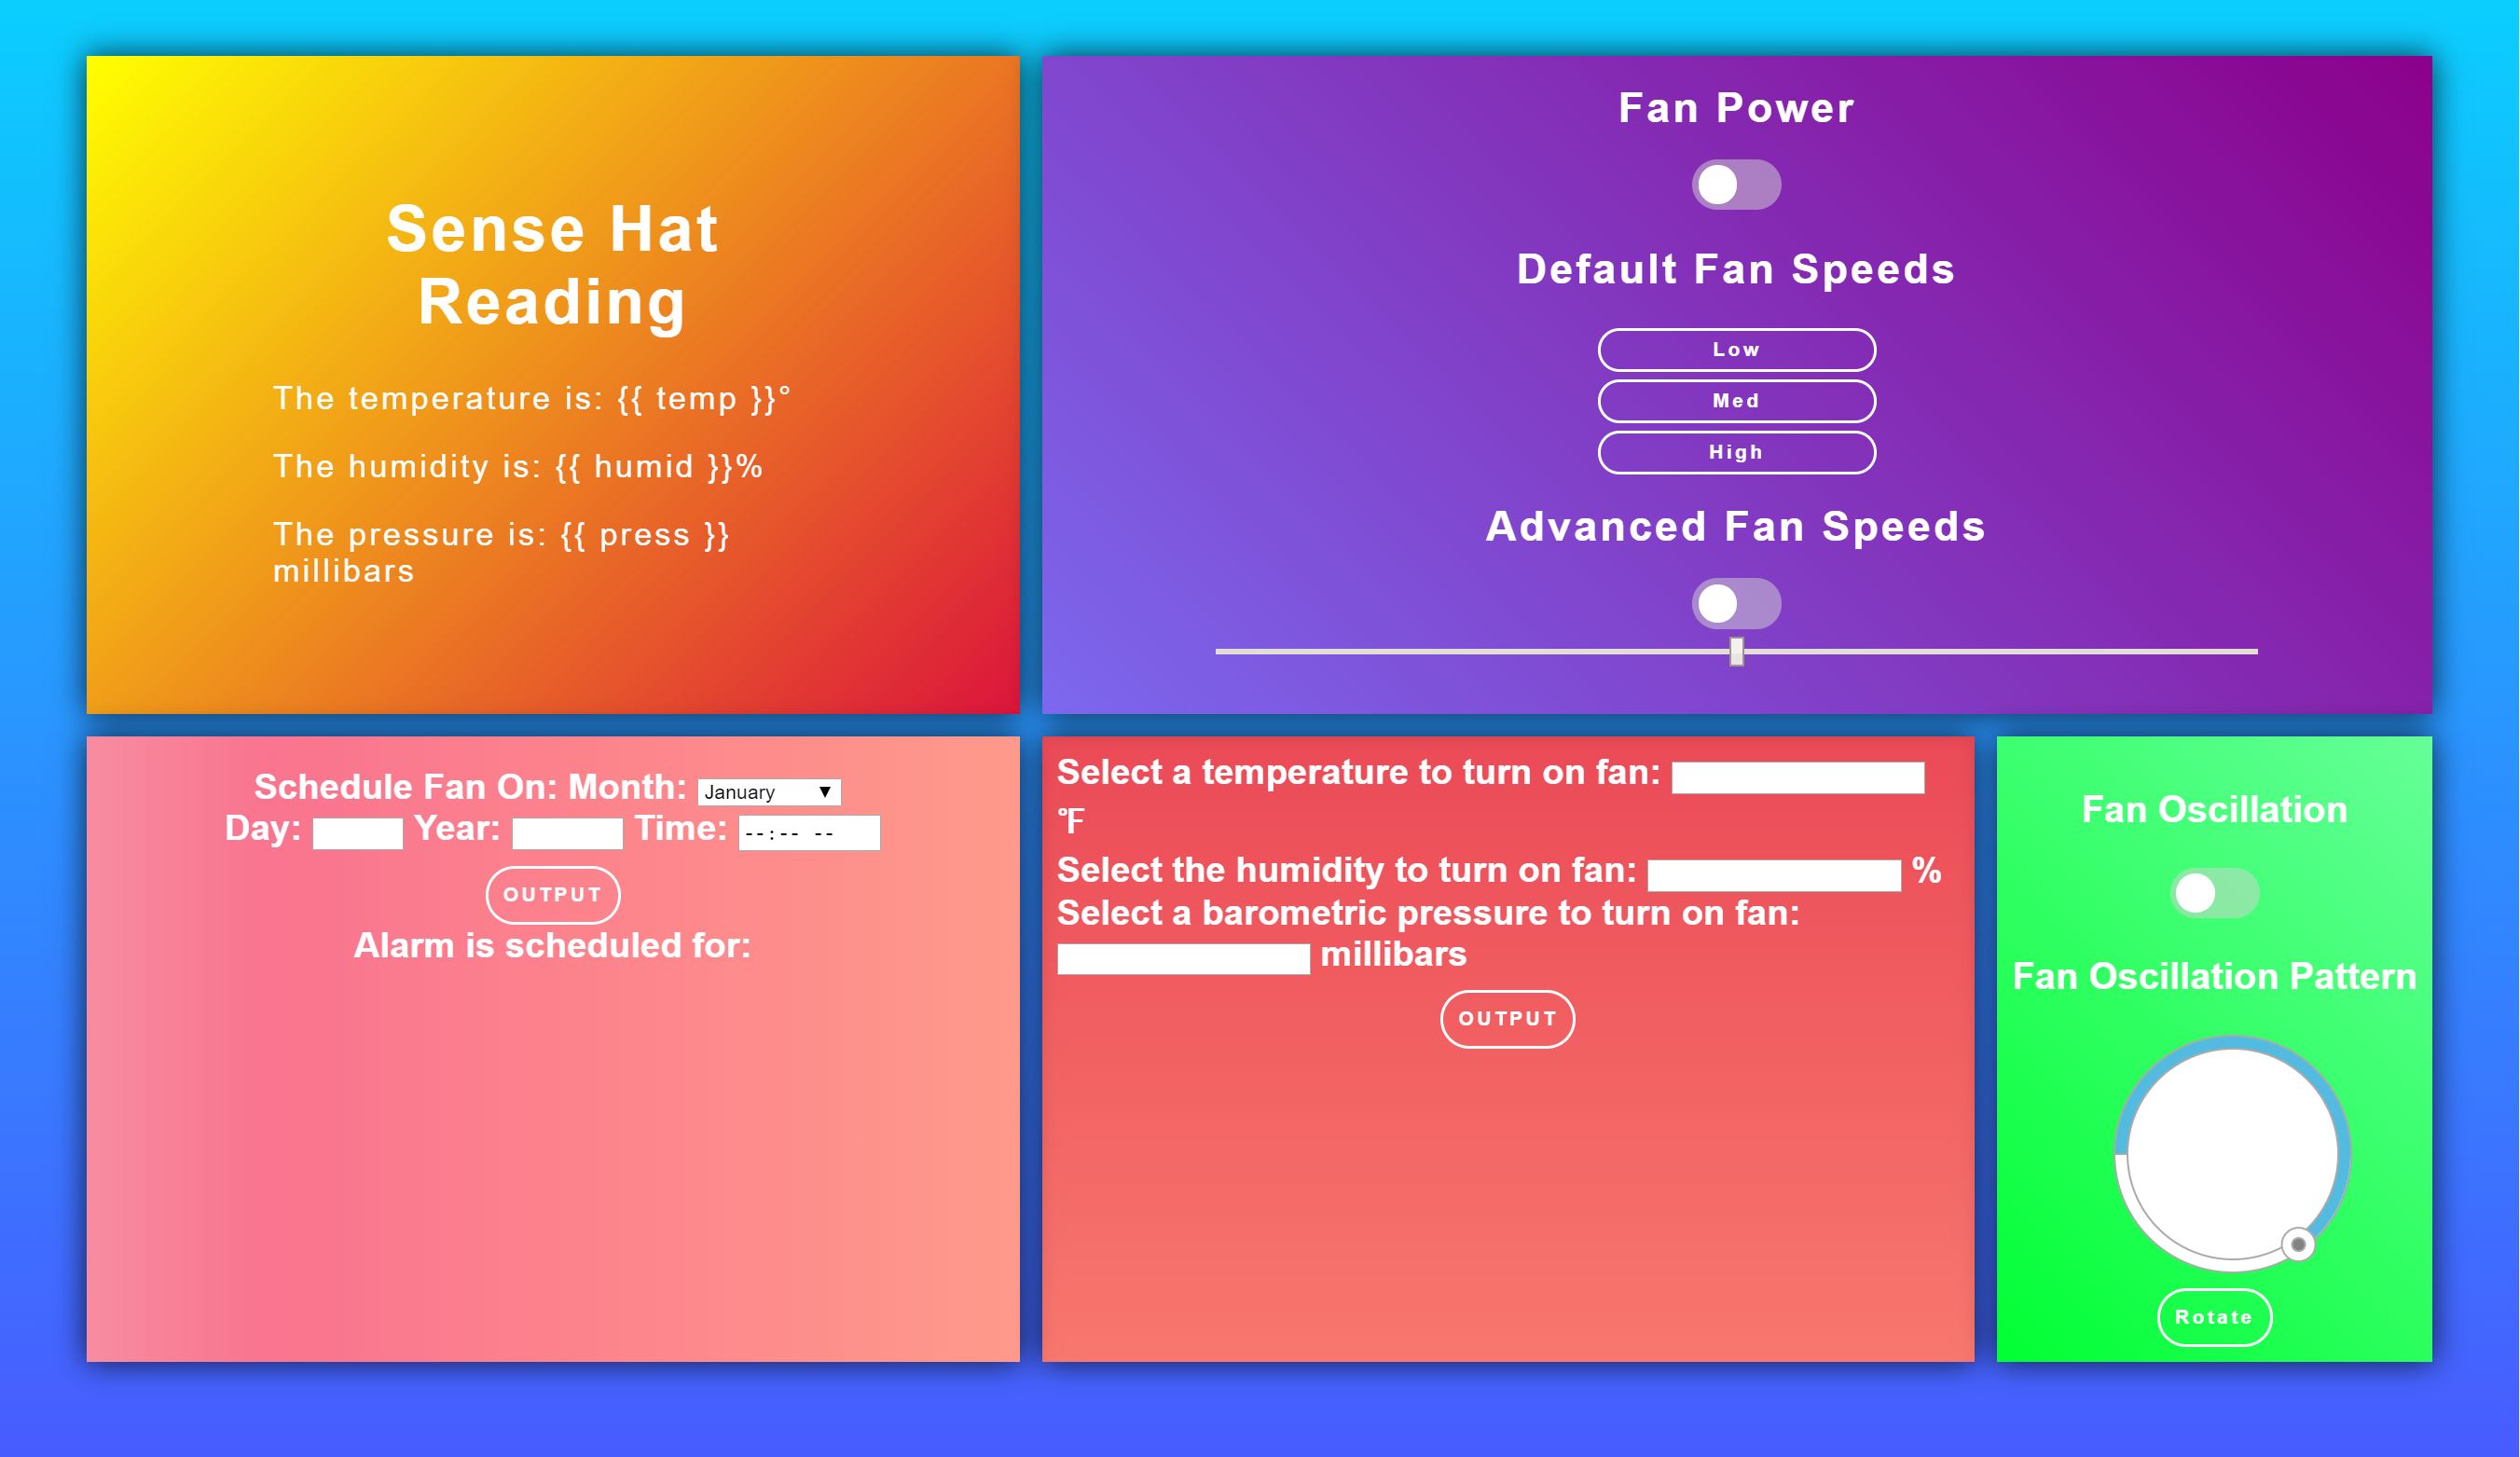 Sense Hat
Reading
The temperature is: {{ temp }}°
The humidity is: {{ humid }}%
The pressure is: {{ press }}
millibars
Fan Power
Default Fan Speeds
Low
Med
High
Advanced Fan Speeds
Schedule Fan On: Month: January
Day: Year: Time: --:-- --
OUTPUT
Alarm is scheduled for:
Select a temperature to turn on fan:
℉
Select the humidity to turn on fan: %
Select a barometric pressure to turn on fan:
millibars
OUTPUT
Fan Oscillation
Fan Oscillation Pattern
Rotate